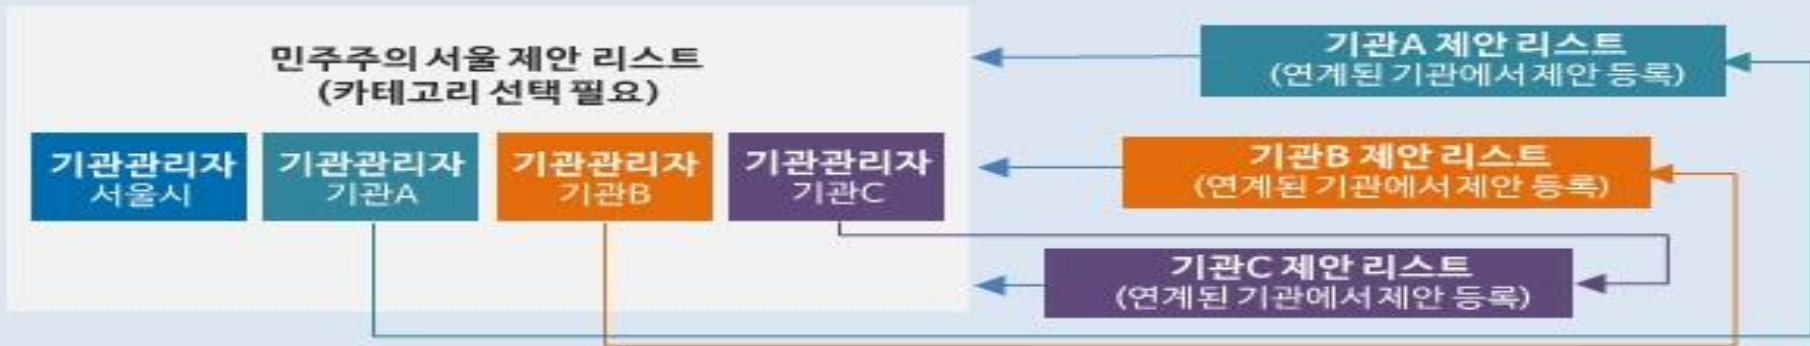 민주주의 서울 제안 리스트
(카테고리 선택 필요)
기관관리자
서울시
기관관리자
기관A
기관관리자
기관B
기관관리자
기관C
기관A 제안 리스트
(연계된 기관에서 제안 등록)
기관B 제안 리스트
(연계된 기관에서 제안 등록)
기관C 제안 리스트
(연계된 기관에서 제안 등록)